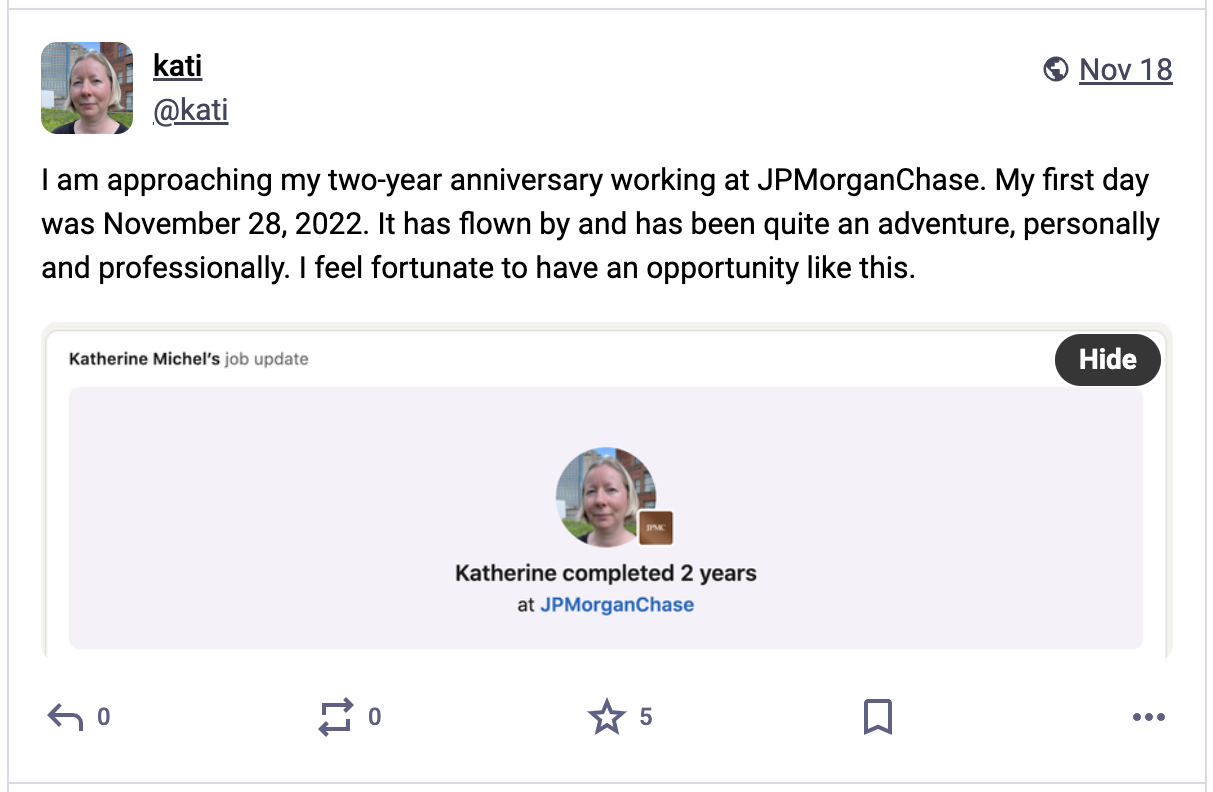 kati
@kati
Nov 18
I am approaching my two-year anniversary working at JPMorganChase. My first day
was November 28, 2022. It has flown by and has been quite an adventure, personally
and professionally. I feel fortunate to have an opportunity like this.
Katherine Michel’s job update
Hide
JPMC
Katherine completed 2 years
at JPMorganChase
0
0
5